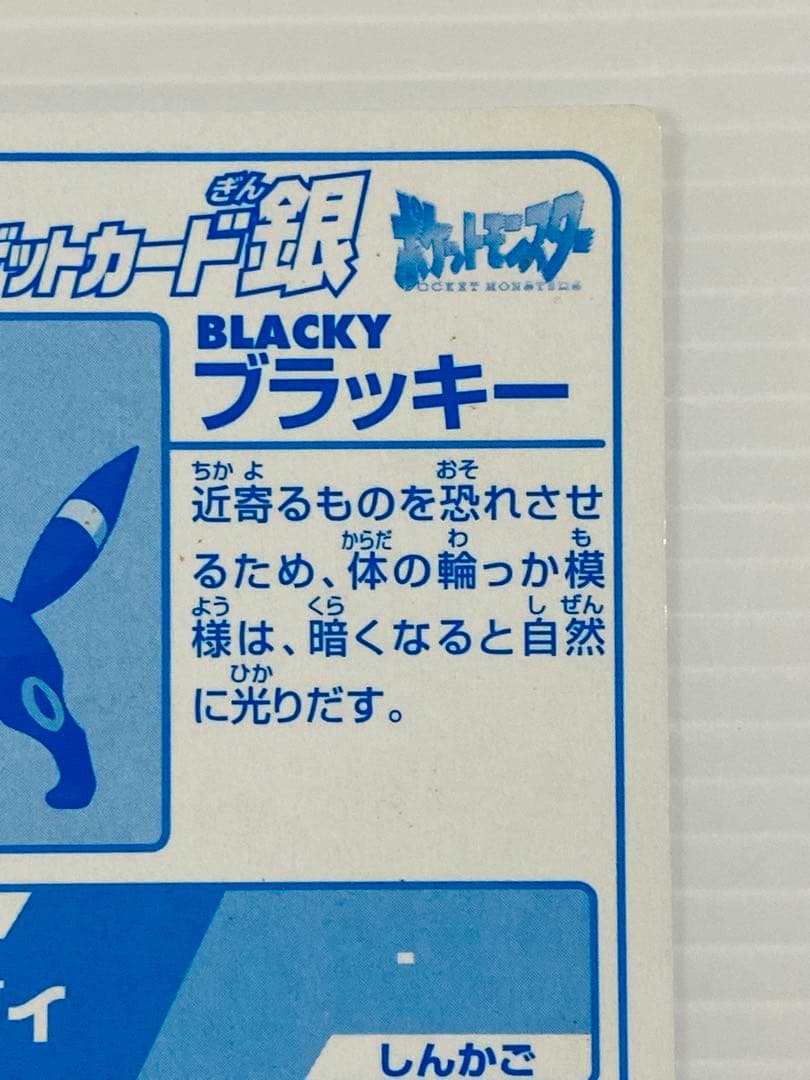 ゲットカード銀
ぎん
ポケットモンスター
POCKET MONSTERS
BLACKY
ブラッキー
近寄るものを恐れさせ
ちか よ おそ
るため、体の輪っか模
からだ わ も
様は、暗くなると自然
よう くら し ぜん
に光りだす。
ひか
ィ
-
しんかご